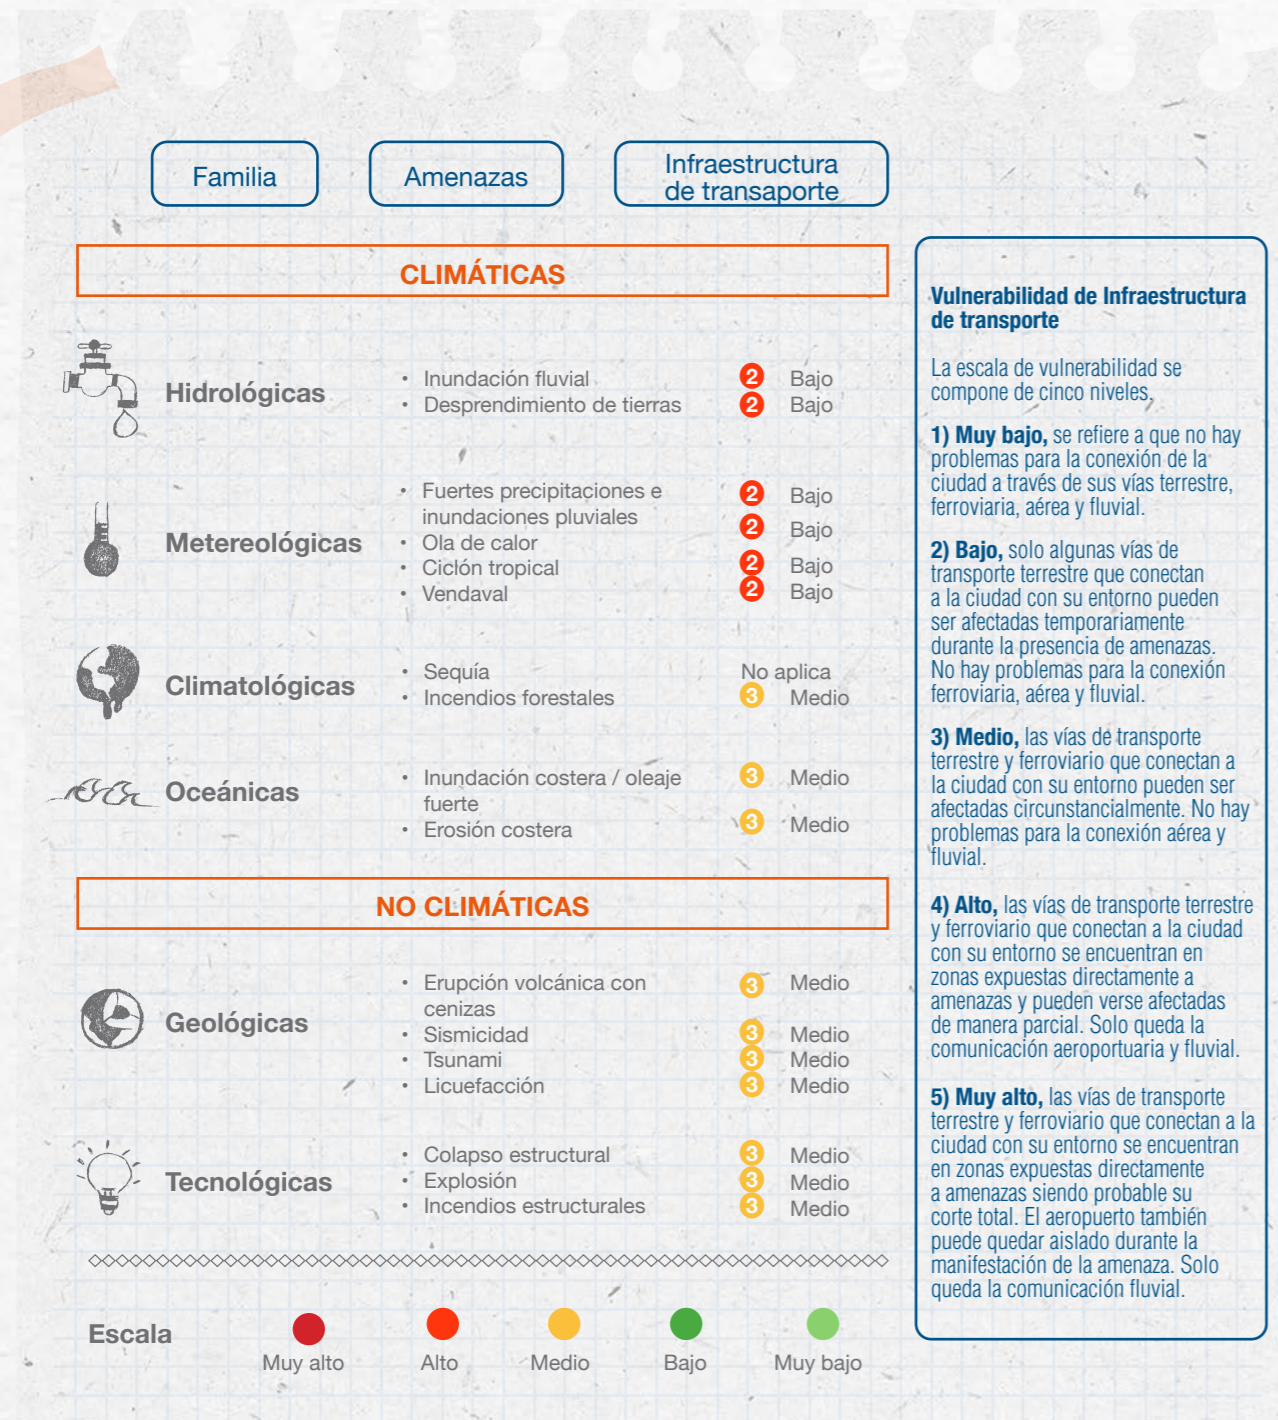 Familia
Amenazas
Infraestructura
de transaporte
CLIMÁTICAS
Hidrológicas
• Inundación fluvial 2 Bajo
• Desprendimiento de tierras 2 Bajo
Metereológicas
• Fuertes precipitaciones e 2 Bajo
inundaciones pluviales 2 Bajo
• Ola de calor
• Ciclón tropical 2 Bajo
• Vendaval 2 Bajo
Climatológicas
• Sequía No aplica
• Incendios forestales 3 Medio
Oceánicas
• Inundación costera / oleaje 3 Medio
fuerte
• Erosión costera 3 Medio
NO CLIMÁTICAS
Geológicas
• Erupción volcánica con 3 Medio
cenizas
• Sismicidad 3 Medio
• Tsunami 3 Medio
• Licuefacción 3 Medio
Tecnológicas
• Colapso estructural 3 Medio
• Explosión 3 Medio
• Incendios estructurales 3 Medio
Escala
Muy alto
Alto
Medio
Bajo
Muy bajo
Vulnerabilidad de Infraestructura
de transporte
La escala de vulnerabilidad se
compone de cinco niveles.
1) Muy bajo, se refiere a que no hay
problemas para la conexión de la
ciudad a través de sus vías terrestre,
ferroviaria, aérea y fluvial.
2) Bajo, solo algunas vías de
transporte terrestre que conectan
a la ciudad con su entorno pueden
ser afectadas temporariamente
durante la presencia de amenazas.
No hay problemas para la conexión
ferroviaria, aérea y fluvial.
3) Medio, las vías de transporte
terrestre y ferroviario que conectan a
la ciudad con su entorno pueden ser
afectadas circunstancialmente. No hay
problemas para la conexión aérea y
fluvial.
4) Alto, las vías de transporte terrestre
y ferroviario que conectan a la ciudad
con su entorno se encuentran en
zonas expuestas directamente a
amenazas y pueden verse afectadas
de manera parcial. Solo queda la
comunicación aeroportuaria y fluvial.
5) Muy alto, las vías de transporte
terrestre y ferroviario que conectan a la
ciudad con su entorno se encuentran
en zonas expuestas directamente
a amenazas siendo probable su
corte total. El aeropuerto también
puede quedar aislado durante la
manifestación de la amenaza. Solo
queda la comunicación fluvial.